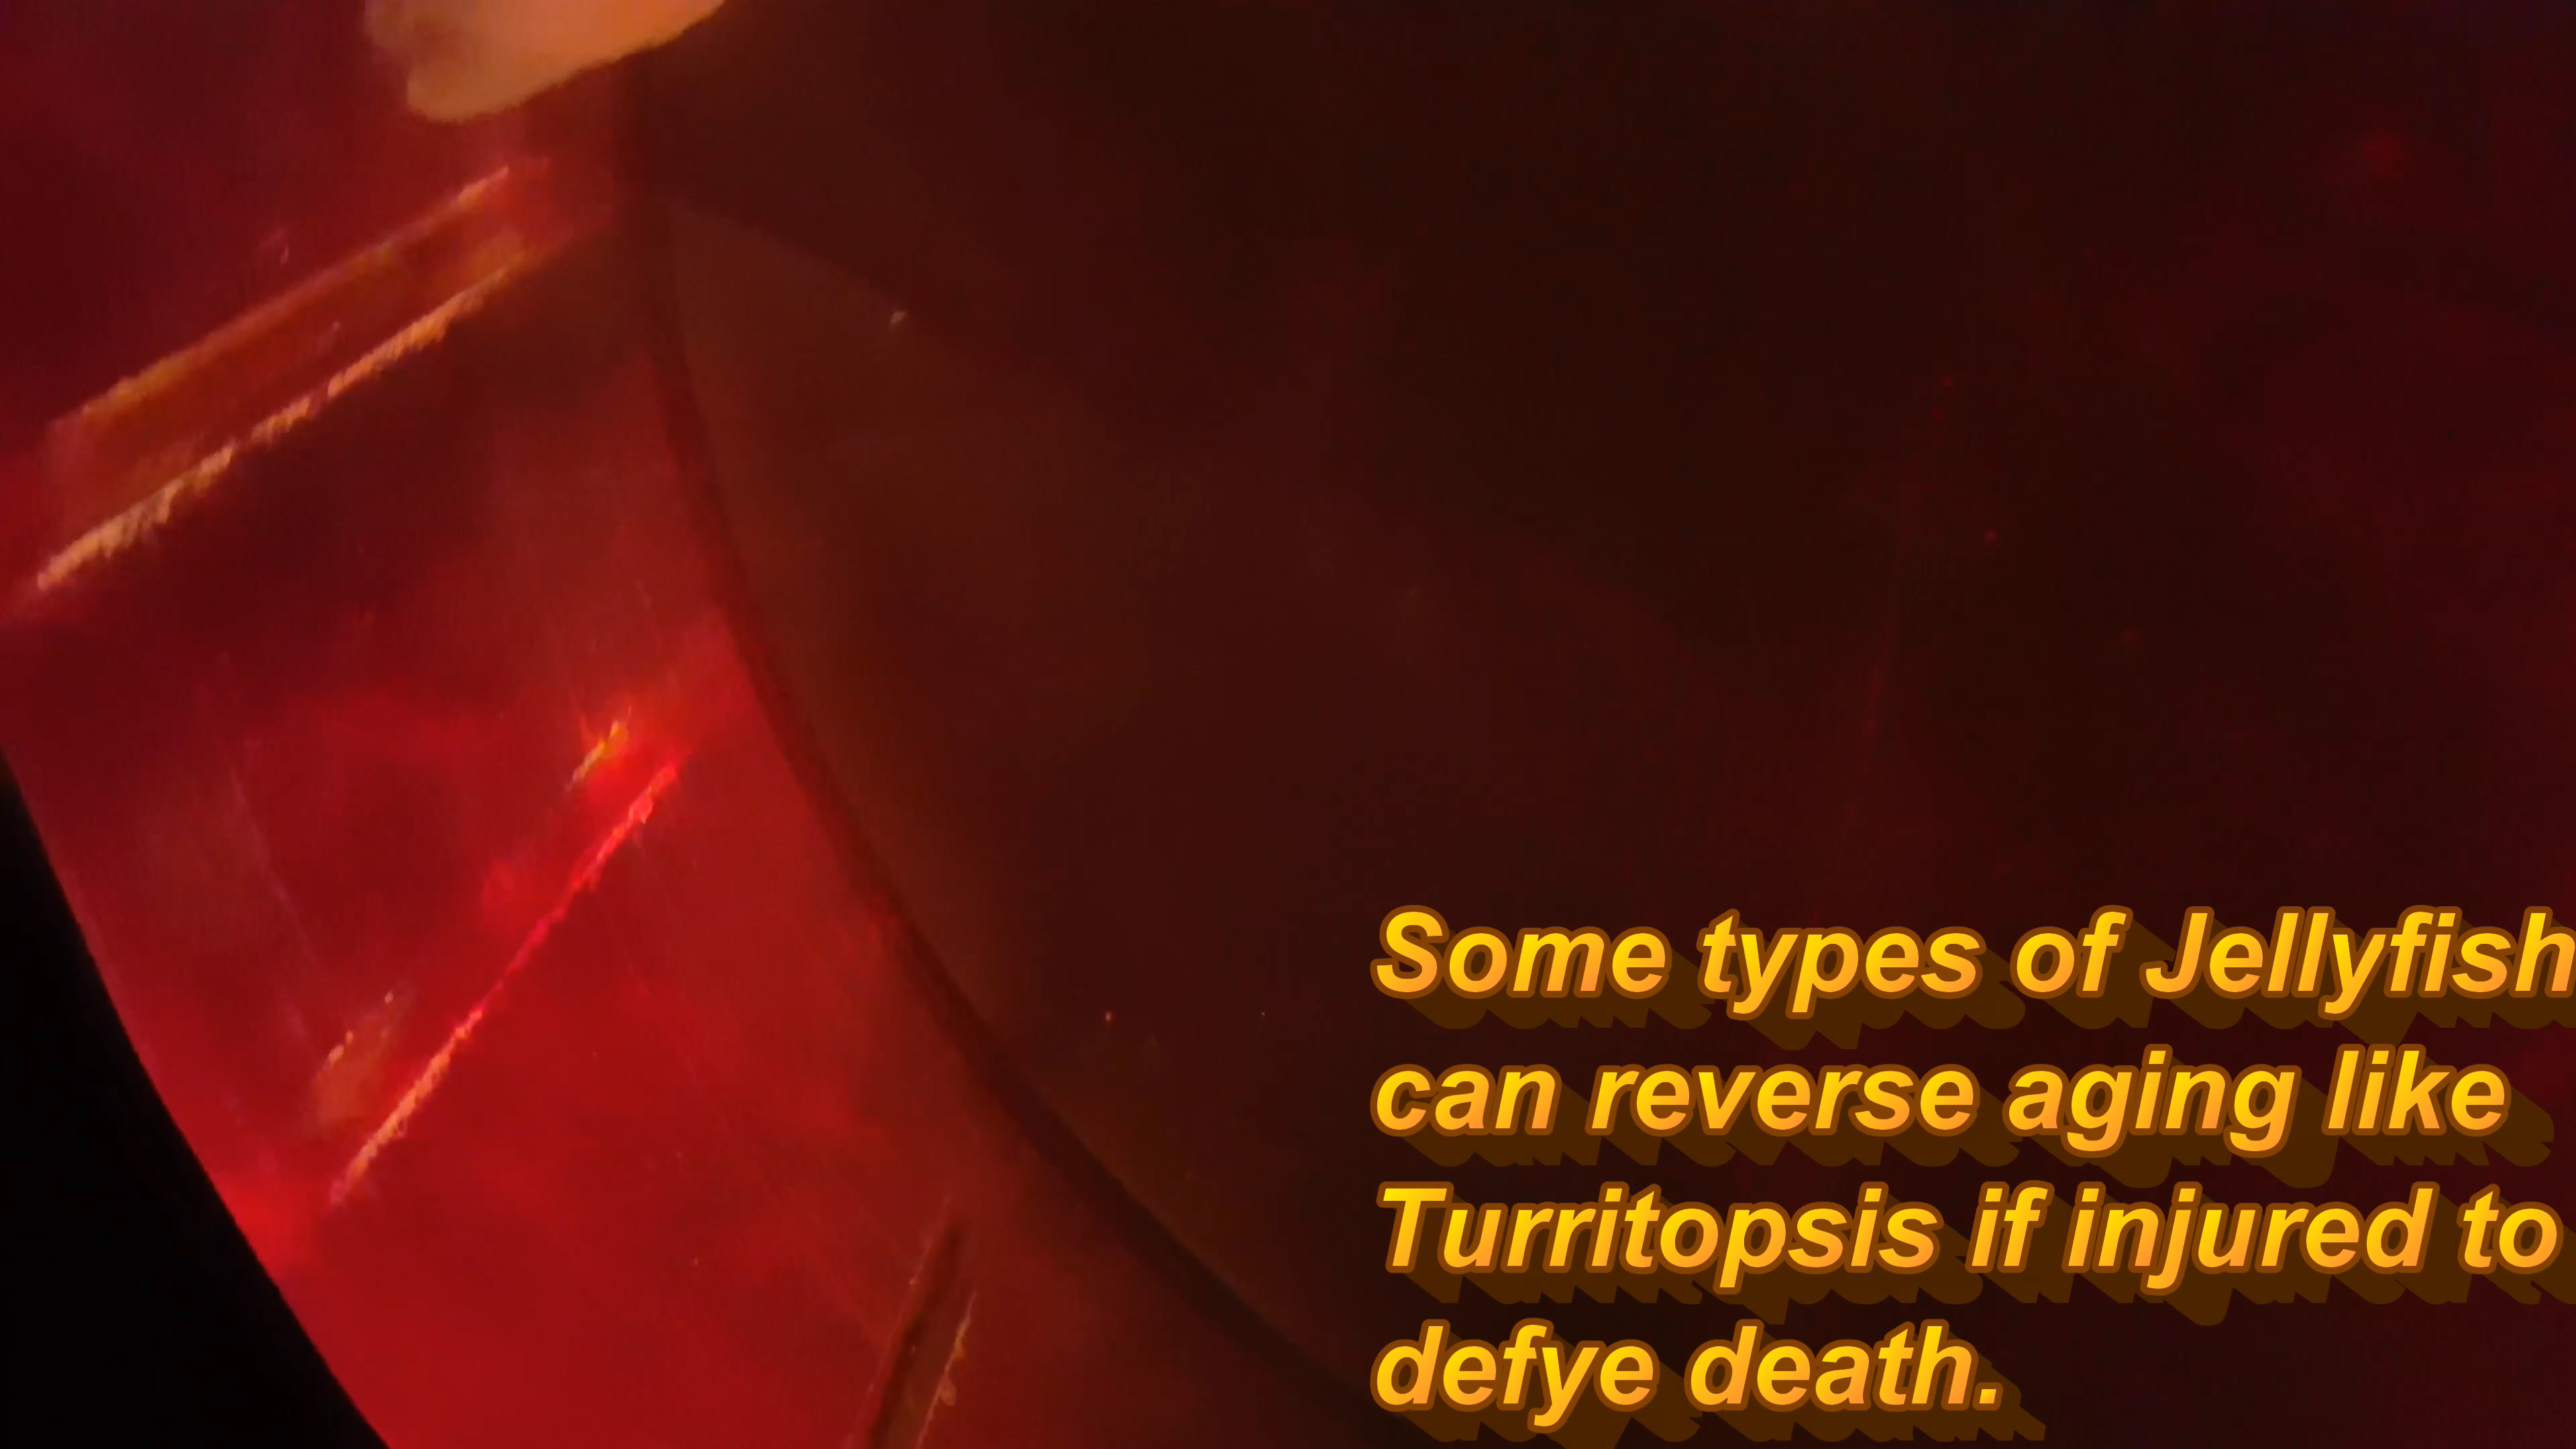 Some types of Jellyfish
can reverse aging like
Turritopsis if injured to
defye death.